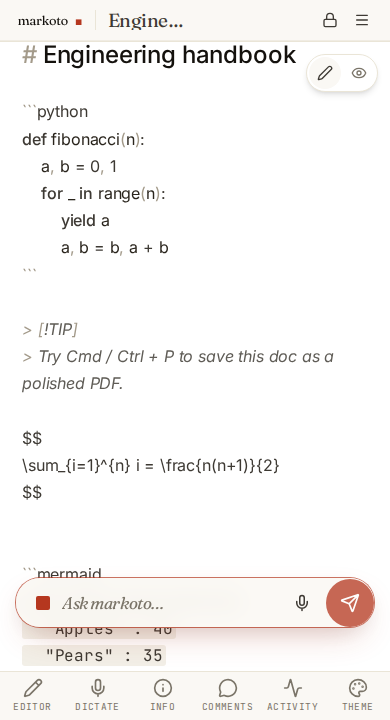 markoto
Engine...
# Engineering handbook
```python
def fibonacci(n):
    a, b = 0, 1
    for _ in range(n):
        yield a
        a, b = b, a + b
```
> [!TIP]
> Try Cmd / Ctrl + P to save this doc as a
polished PDF.
$$
\sum_{i=1}^{n} i = \frac{n(n+1)}{2}
$$
```mermaid
Ask markoto...
"Apples" : 40
"Pears" : 35
EDITOR DICTATE INFO COMMENTS ACTIVITY THEME